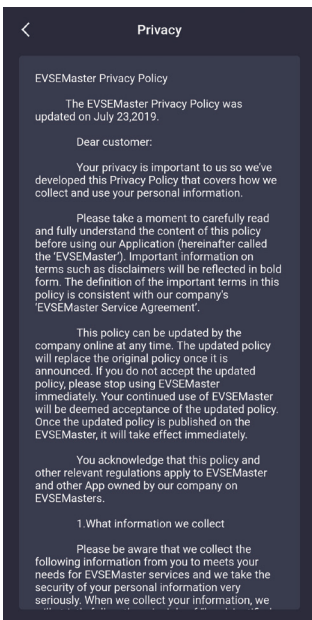 Privacy
EVSEMaster Privacy Policy
The EVSEMaster Privacy Policy was
updated on July 23,2019.
Dear customer:
Your privacy is important to us so we've
developed this Privacy Policy that covers how we
collect and use your personal information.
Please take a moment to carefully read
and fully understand the content of this policy
before using our Application (hereinafter called
the 'EVSEMaster'). Important information on
terms such as disclaimers will be reflected in bold
form. The definition of the important terms in this
policy is consistent with our company's
'EVSEMaster Service Agreement'.
This policy can be updated by the
company online at any time. The updated policy
will replace the original policy once it is
announced. If you do not accept the updated
policy, please stop using EVSEMaster
immediately. Your continued use of EVSEMaster
will be deemed acceptance of the updated policy.
Once the updated policy is published on the
EVSEMaster, it will take effect immediately.
You acknowledge that this policy and
other relevant regulations apply to EVSEMaster
and other App owned by our company on
EVSEMasters.
1.What information we collect
Please be aware that we collect the
following information from you to meets your
needs for EVSEMaster services and we take the
security of your personal information very
seriously. When we collect your information, we